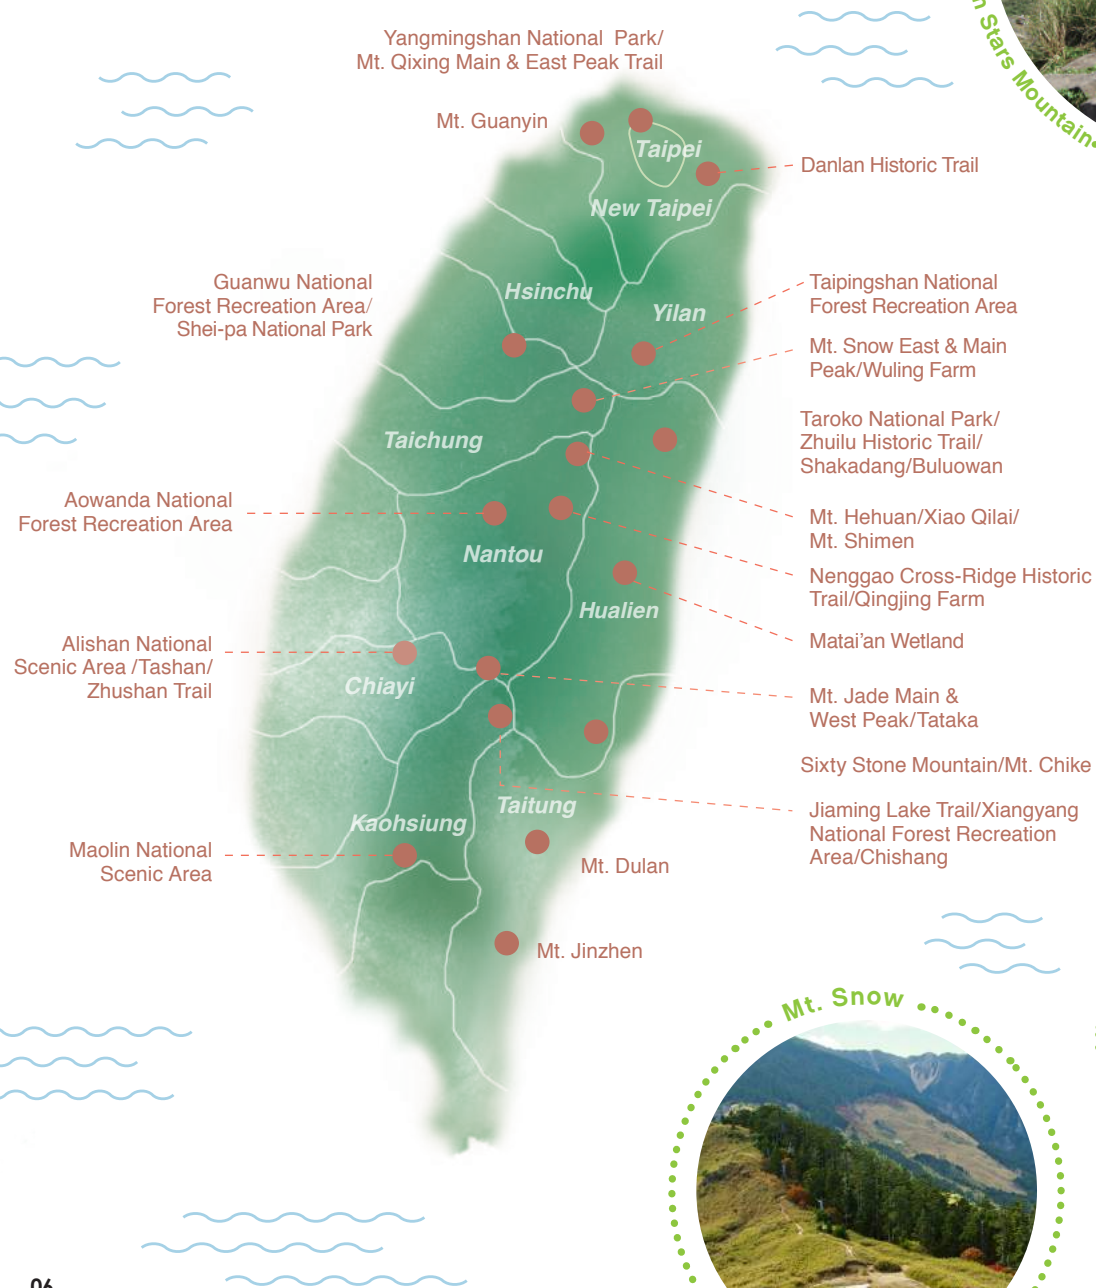 Yangmingshan National Park/
Mt. Qixing Main & East Peak Trail
Stars Mountain
Mt. Guanyin
Taipei
Danlan Historic Trail
New Taipei
Guanwu National
Forest Recreation Area/
Shei-pa National Park
Hsinchu
Yilan
Taipingshan National
Forest Recreation Area
Mt. Snow East & Main
Peak/Wuling Farm
Taichung
Taroko National Park/
Zhuilu Historic Trail/
Shakadang/Buluowan
Aowanda National
Forest Recreation Area
Mt. Hehuan/Xiao Qilai/
Mt. Shimen
Nantou
Nenggao Cross-Ridge Historic
Trail/Qingjing Farm
Hualien
Matai'an Wetland
Alishan National
Scenic Area /Tashan/
Zhushan Trail
Chiayi
Mt. Jade Main &
West Peak/Tataka
Sixty Stone Mountain/Mt. Chike
Taitung
Jiaming Lake Trail/Xiangyang
National Forest Recreation
Area/Chishang
Kaohsiung
Maolin National
Scenic Area
Mt. Dulan
Mt. Jinzhen
Mt. Snow
06